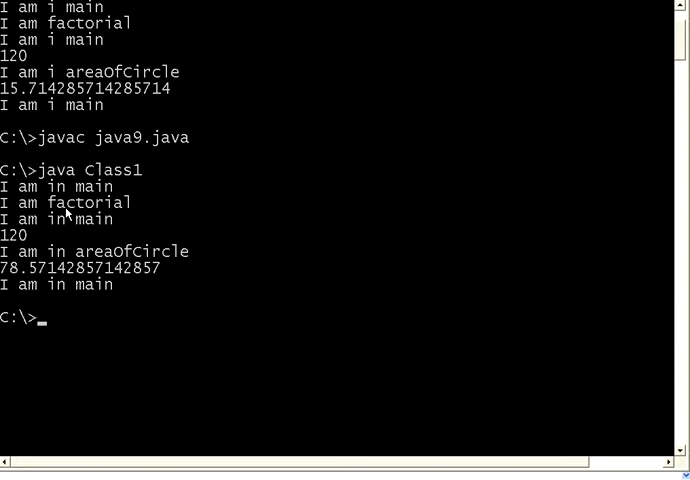 I am i main
I am factorial
I am i main
120
I am i areaOfCircle
15.714285714285714
I am i main
C:\>javac java9.java
C:\>java Class1
I am in main
I am factorial
I am in main
120
I am in areaOfCircle
78.57142857142857
I am in main
C:\>